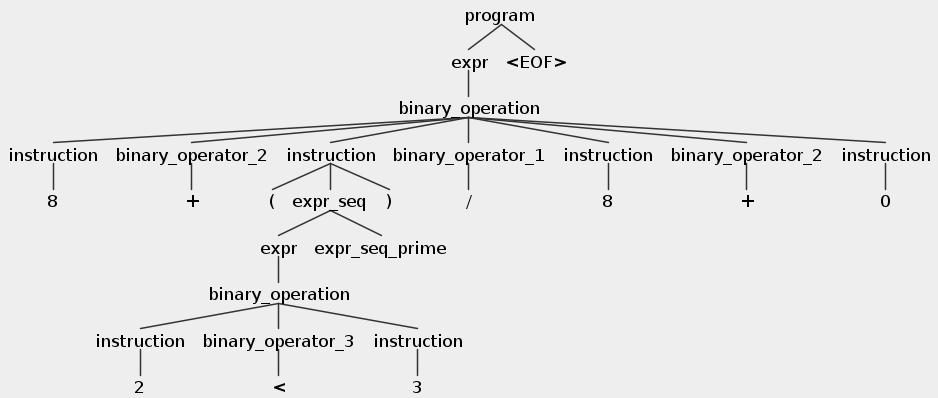 program
expr <EOF>
binary_operation
instruction binary_operator_2 instruction binary_operator_1 instruction binary_operator_2 instruction
8 + ( expr_seq ) / 8 + 0
expr expr_seq_prime
binary_operation
instruction binary_operator_3 instruction
2 < 3